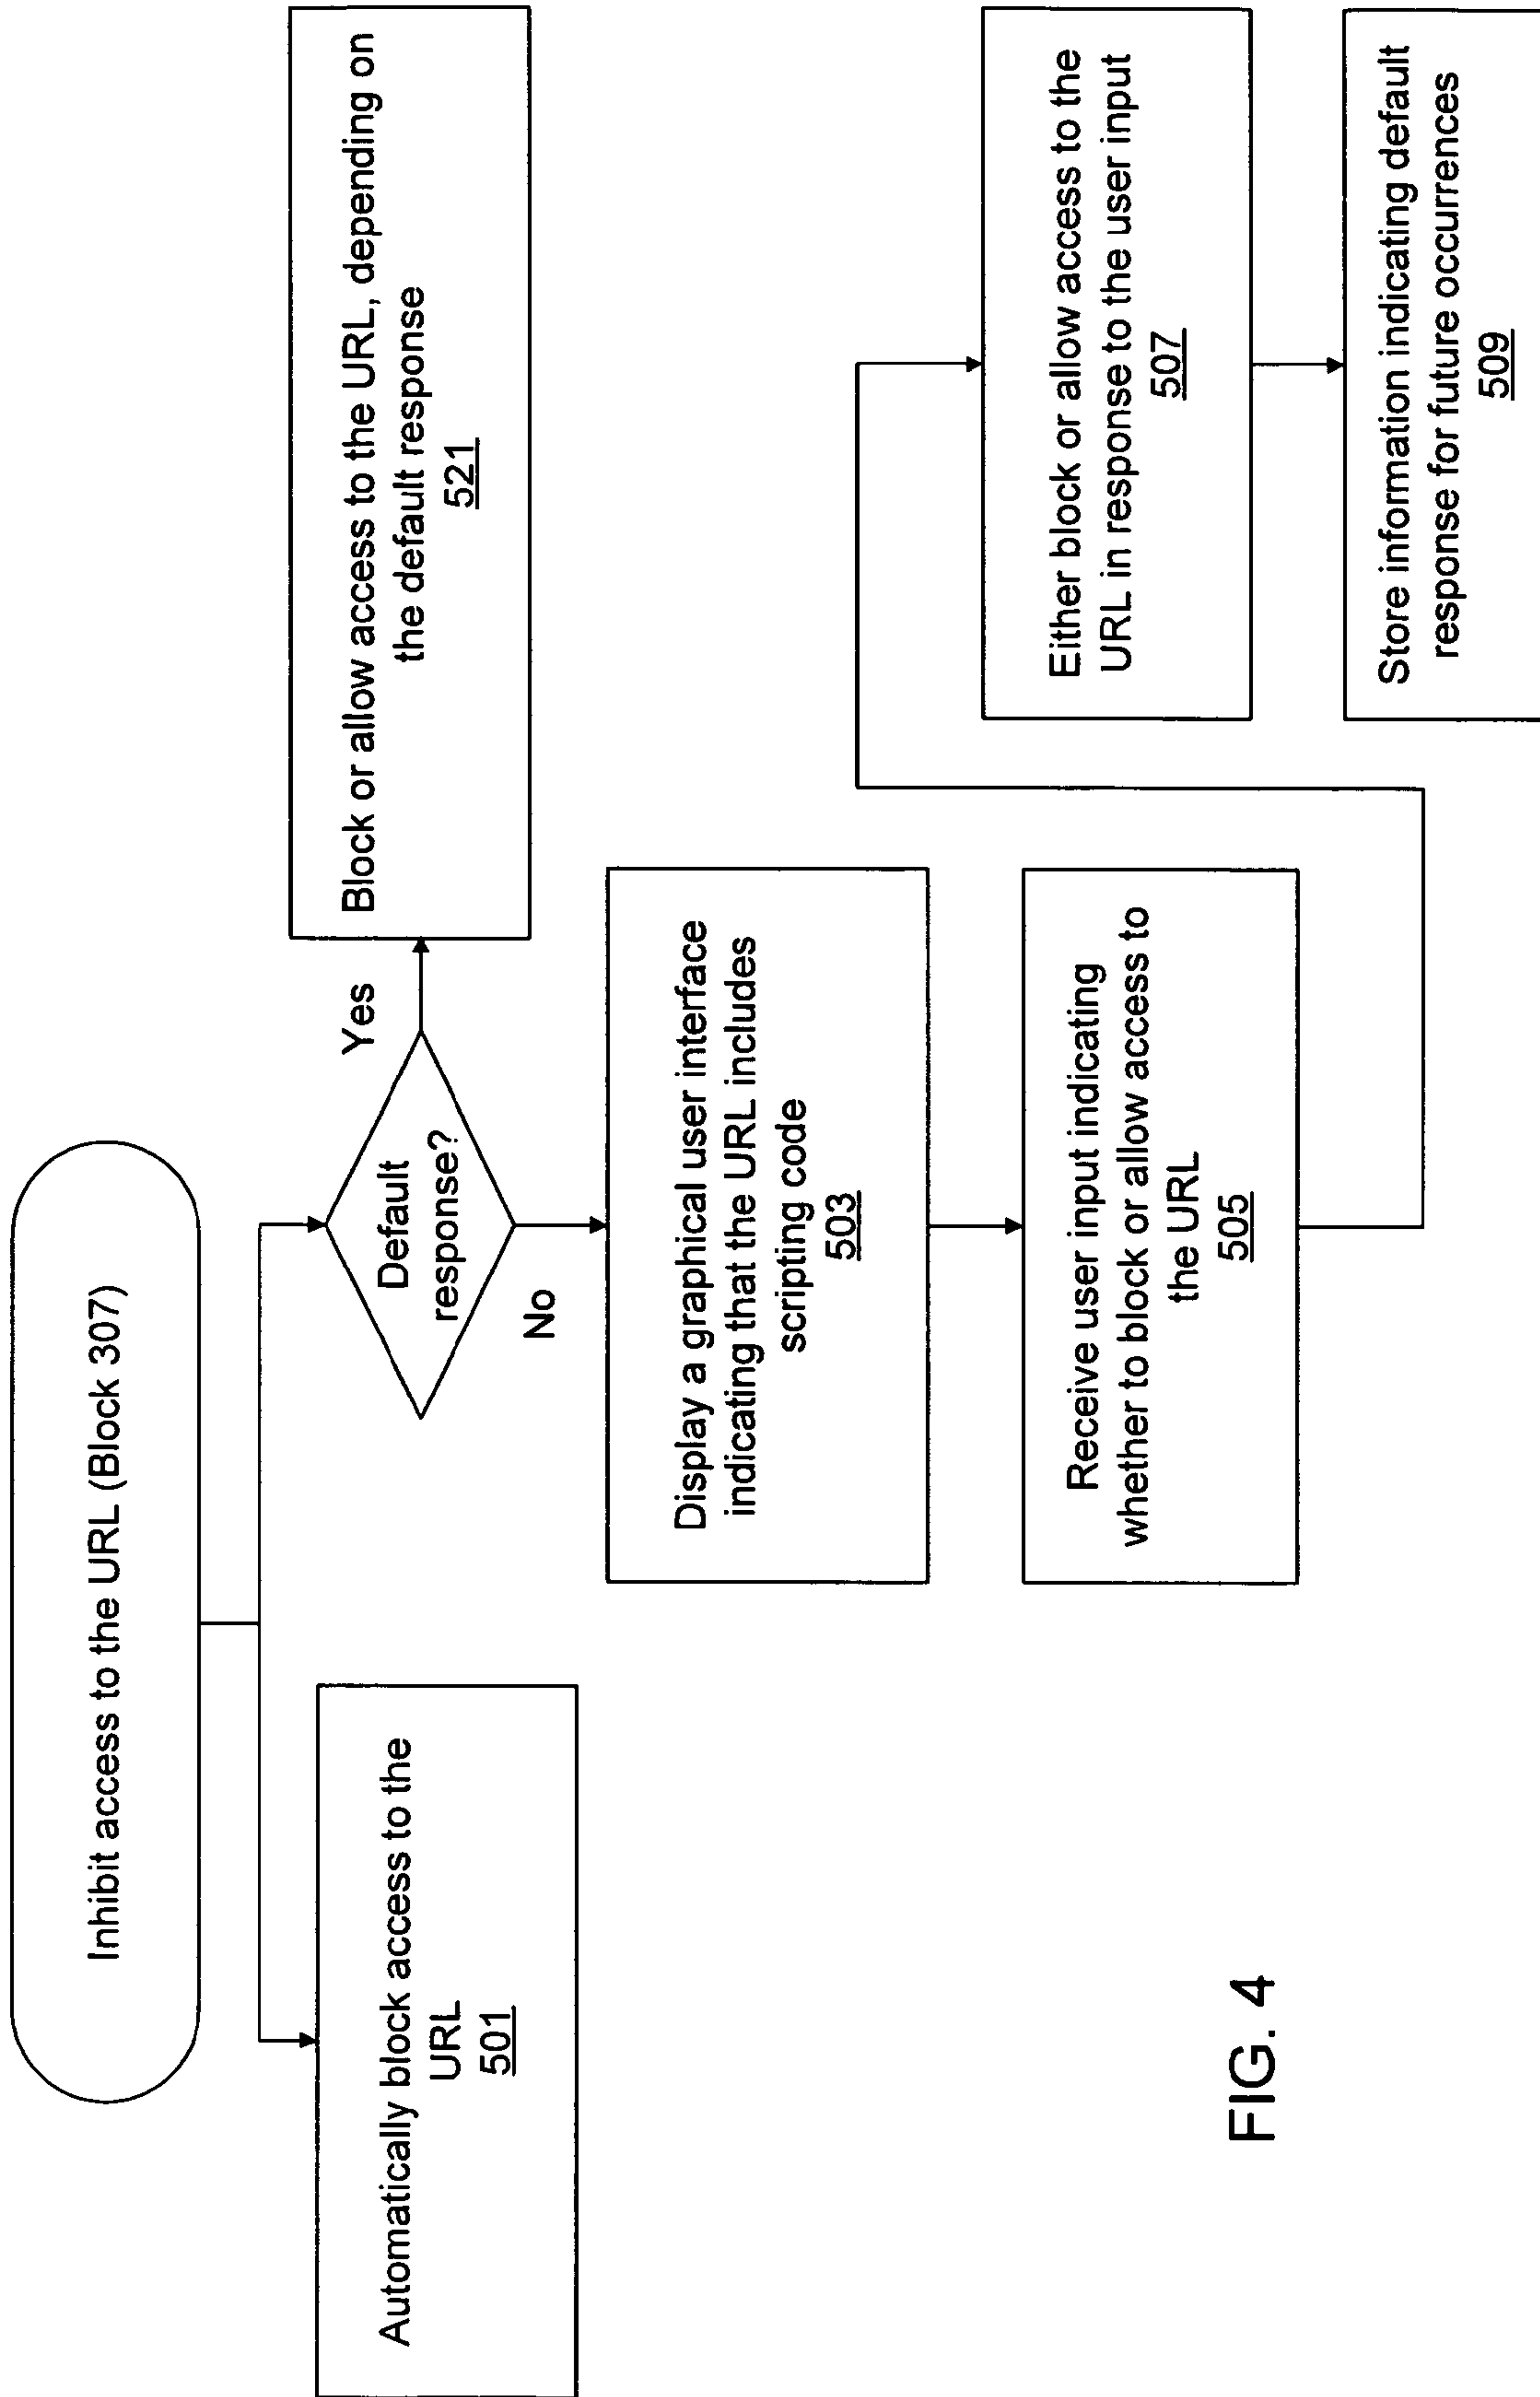 Inhibit access to the URL (Block 307)
Automatically block access to the
URL
501
Default
response?
Yes
No
Block or allow access to the URL, depending on
the default response
521
Display a graphical user interface
indicating that the URL includes
scripting code
503
Receive user input indicating
whether to block or allow access to
the URL
505
Either block or allow access to the
URL in response to the user input
507
Store information indicating default
response for future occurrences
509
FIG. 4